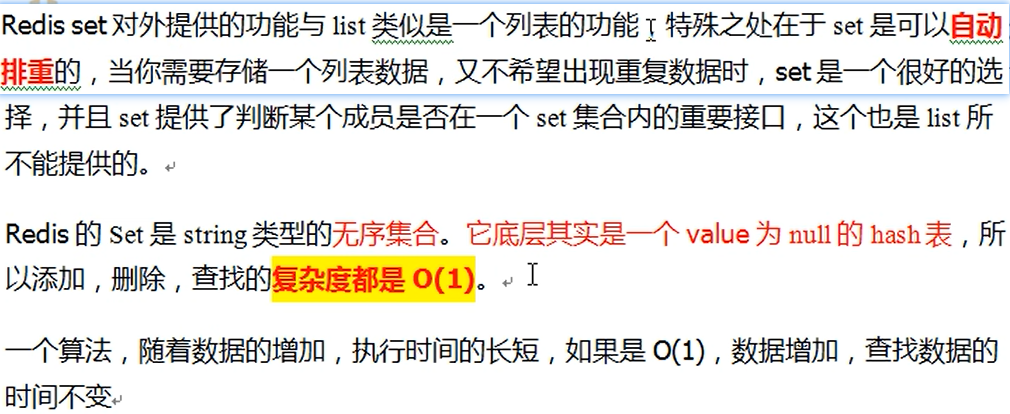 Redis set 对外提供的功能与 list 类似是一个列表的功能，特殊之处在于 set 是可以自动
排重的，当你需要存储一个列表数据，又不希望出现重复数据时，set 是一个很好的选
择，并且 set 提供了判断某个成员是否在一个 set 集合内的重要接口，这个也是 list 所
不能提供的。
Redis 的 Set 是 string 类型的无序集合。它底层其实是一个 value 为 null 的 hash 表，所
以添加，删除，查找的复杂度都是 O(1)。
一个算法，随着数据的增加，执行时间的长短，如果是 O(1)，数据增加，查找数据的
时间不变